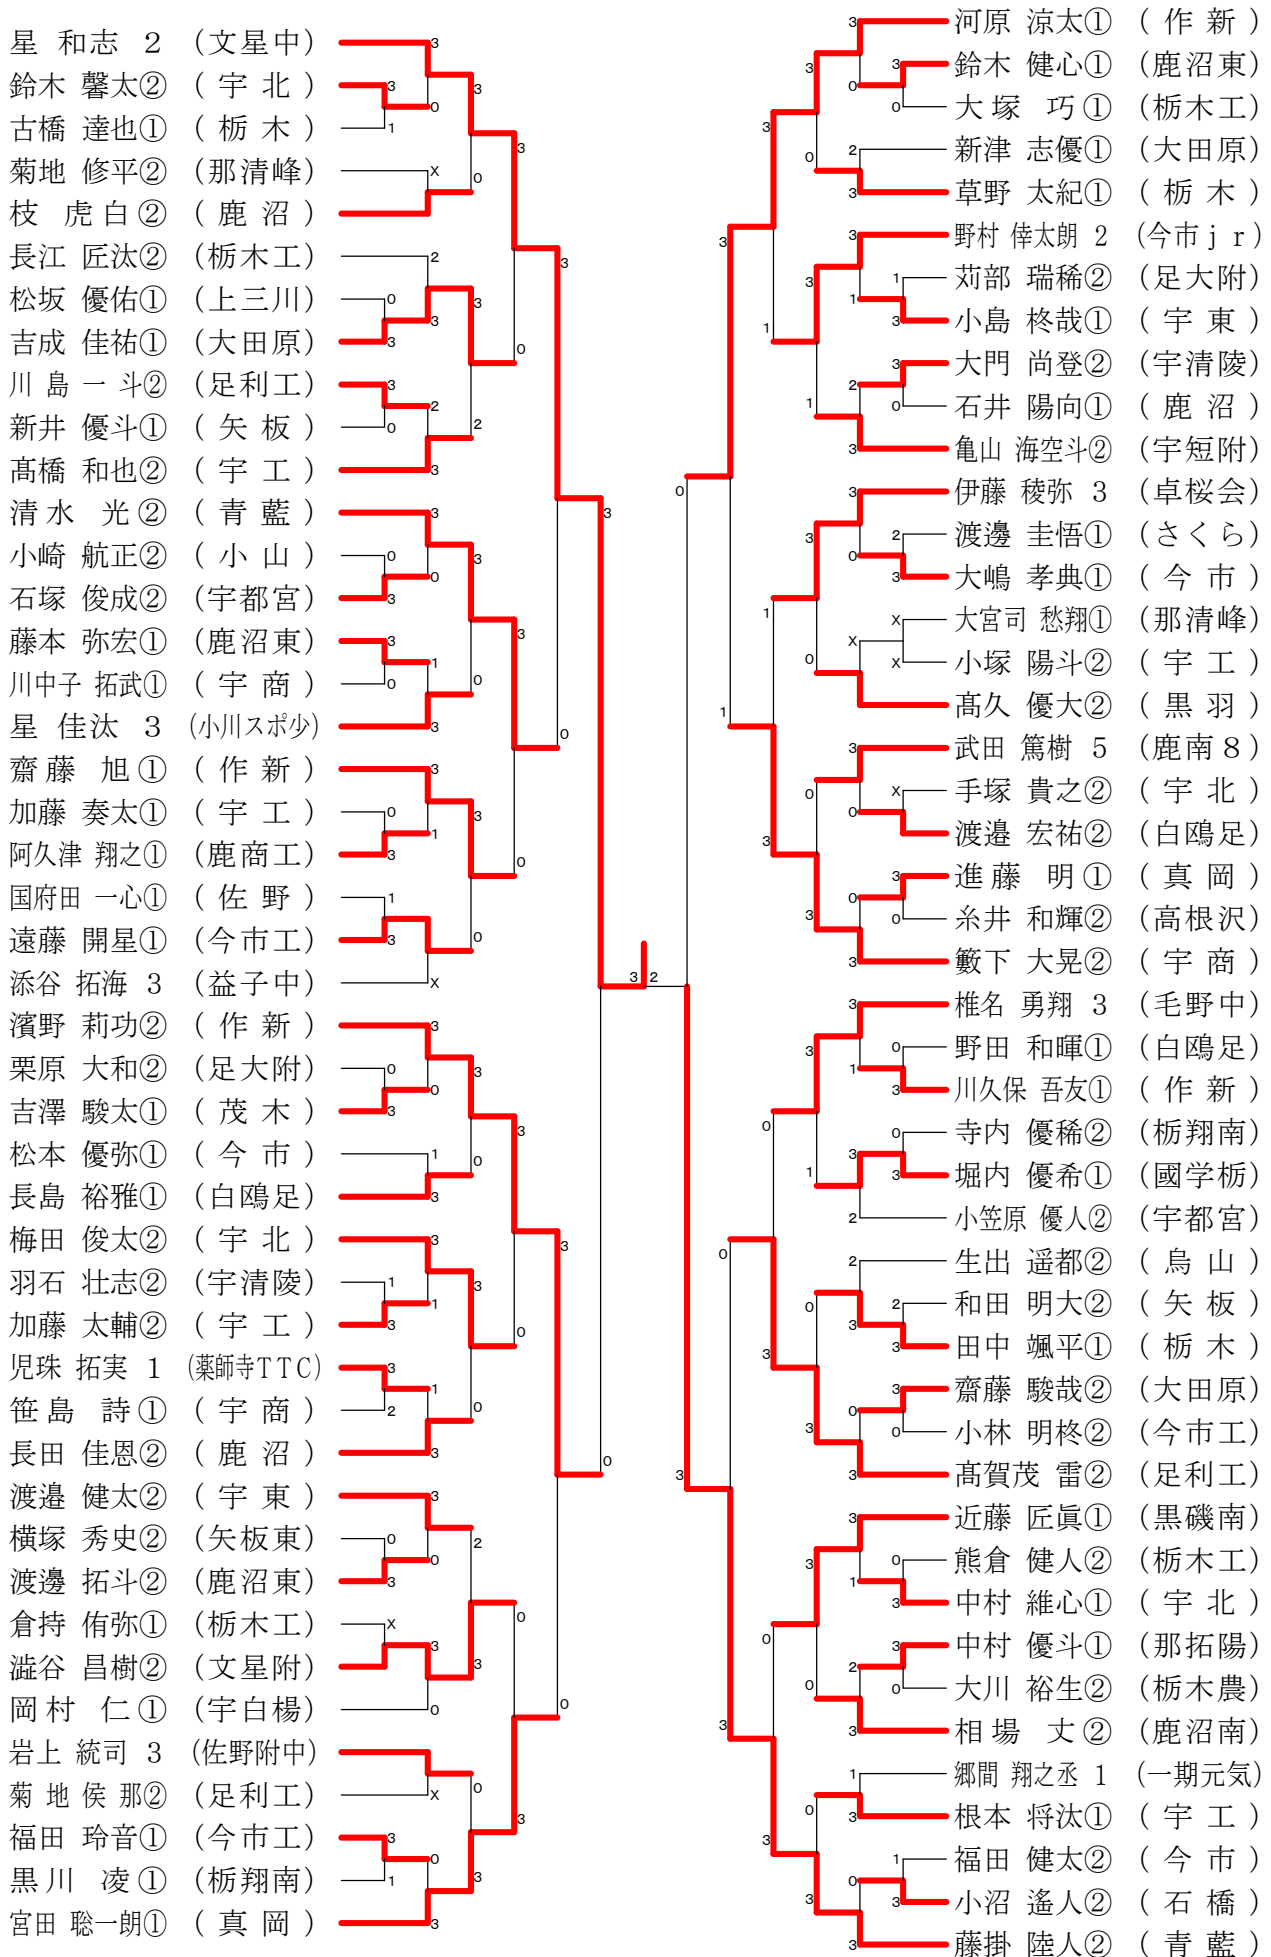 星 和志 2 (文星中)
鈴木 馨太② (宇 北)
古橋 達也① (栃 木)
菊地 修平② (那清峰)
枝 虎白② (鹿 沼)
長江 匠汰② (栃木工)
松坂 優佑① (上三川)
吉成 佳祐① (大田原)
川島 一斗② (足利工)
新井 優斗① (矢 板)
髙橋 和也② (宇 工)
清水 光② (青 藍)
小崎 航正② (小 山)
石塚 俊成② (宇都宮)
藤本 弥宏① (鹿沼東)
川中子 拓武① (宇 商)
星 佳汰 3 (小川スポ少)
齋藤 旭① (作 新)
加藤 奏太① (宇 工)
阿久津 翔之① (鹿商工)
国府田 一心① (佐 野)
遠藤 開星① (今市工)
添谷 拓海 3 (益子中)
濱野 莉功② (作 新)
栗原 大和② (足大附)
吉澤 駿太① (茂 木)
松本 優弥① (今 市)
長島 裕雅① (白鴎足)
梅田 俊太② (宇 北)
羽石 壮志② (宇清陵)
加藤 太輔② (宇 工)
児珠 拓実 1 (薬師寺TTC)
笹島 詩① (宇 商)
長田 佳恩② (鹿 沼)
渡邉 健太② (宇 東)
横塚 秀史② (矢板東)
渡邊 拓斗② (鹿沼東)
倉持 侑弥① (栃木工)
澁谷 昌樹② (文星附)
岡村 仁① (宇白楊)
岩上 統司 3 (佐野附中)
菊地 侯那② (足利工)
福田 玲音① (今市工)
黒川 凌① (栃翔南)
宮田 聡一朗① (真 岡)
河原 涼太① (作 新)
鈴木 健心① (鹿沼東)
大塚 巧① (栃木工)
新津 志優① (大田原)
草野 太紀① (栃 木)
野村 倖太朗 2 (今市jr)
苅部 瑞稀② (足大附)
小島 柊哉① (宇 東)
大門 尚登② (宇清陵)
石井 陽向① (鹿 沼)
亀山 海空斗② (宇短附)
伊藤 稜弥 3 (卓桜会)
渡邊 圭悟① (さくら)
大嶋 孝典① (今 市)
大宮司 愁翔① (那清峰)
小塚 陽斗② (宇 工)
髙久 優大② (黒 羽)
武田 篤樹 5 (鹿南8)
手塚 貴之② (宇 北)
渡邉 宏祐② (白鴎足)
進藤 明① (真 岡)
糸井 和輝② (高根沢)
籔下 大晃② (宇 商)
椎名 勇翔 3 (毛野中)
野田 和暉① (白鴎足)
川久保 吾友① (作 新)
寺内 優稀② (栃翔南)
堀内 優希① (國学栃)
小笠原 優人② (宇都宮)
生出 遥都② (烏 山)
和田 明大② (矢 板)
田中 颯平① (栃 木)
齋藤 駿哉② (大田原)
小林 明柊② (今市工)
髙賀茂 雷② (足利工)
近藤 匠眞① (黒磯南)
熊倉 健人② (栃木工)
中村 維心① (宇 北)
中村 優斗① (那拓陽)
大川 裕生② (栃木農)
相場 丈② (鹿沼南)
郷間 翔之丞 1 (一期元気)
根本 将汰① (宇 工)
福田 健太② (今 市)
小沼 遙人② (石 橋)
藤掛 陸人② (青 藍)